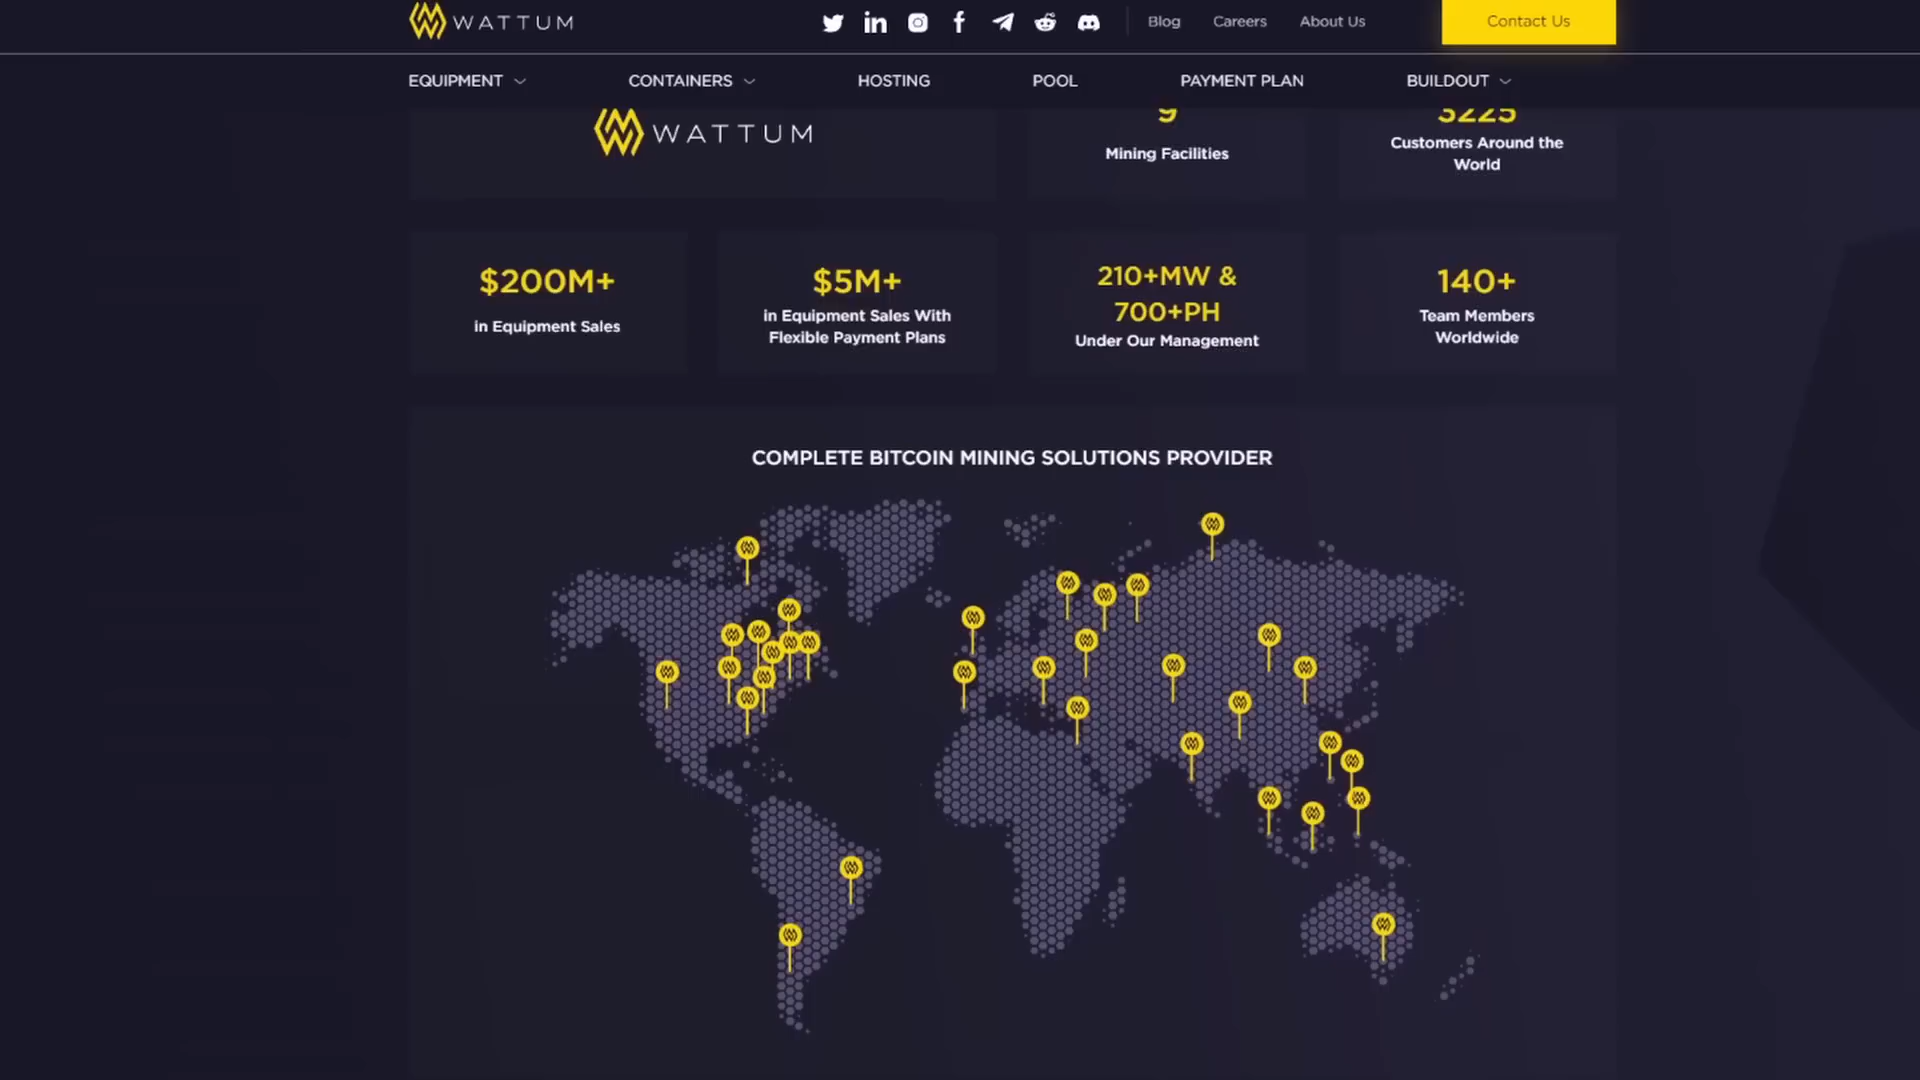 WATTUM
Blog
Careers
About Us
Contact Us
EQUIPMENT
CONTAINERS
HOSTING
POOL
PAYMENT PLAN
BUILDOUT
WATTUM
9
Mining Facilities
3225
Customers Around the
World
$200M+
in Equipment Sales
$5M+
in Equipment Sales With
Flexible Payment Plans
210+MW &
700+PH
Under Our Management
140+
Team Members
Worldwide
COMPLETE BITCOIN MINING SOLUTIONS PROVIDER